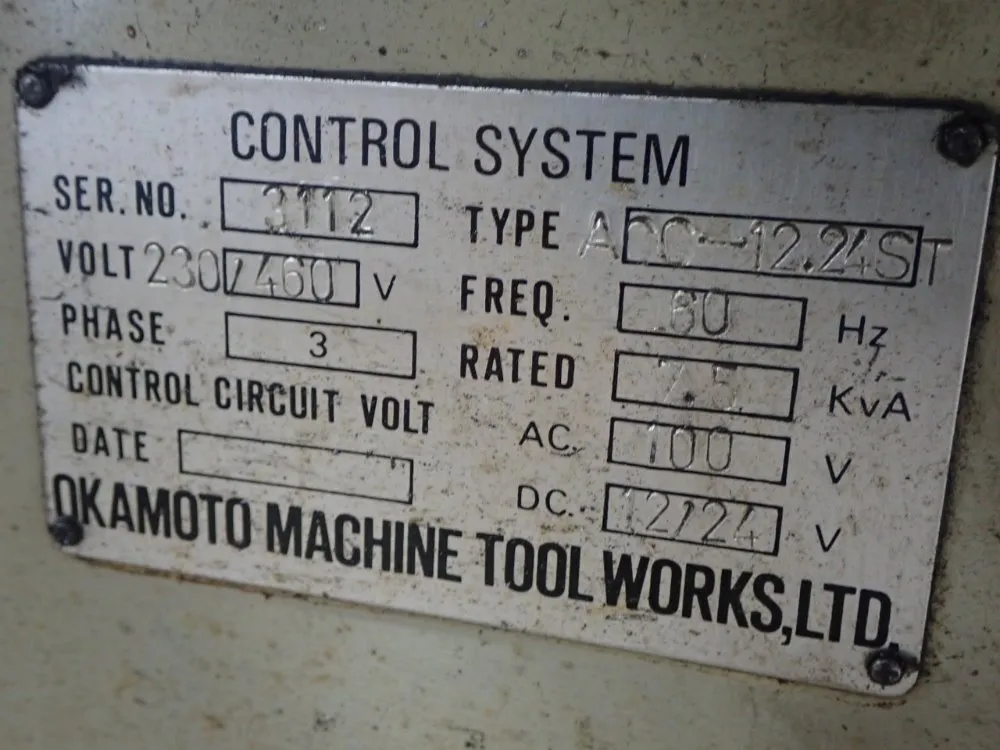 CONTROL SYSTEM
SER. NO. 3112 TYPE ACC-12.24ST
VOLT 230/460 V FREQ. 60 Hz
PHASE 3 RATED 7.5 KVA
CONTROL CIRCUIT VOLT AC. 100 V
DATE DC. 12/24 V
OKAMOTO MACHINE TOOL WORKS, LTD.